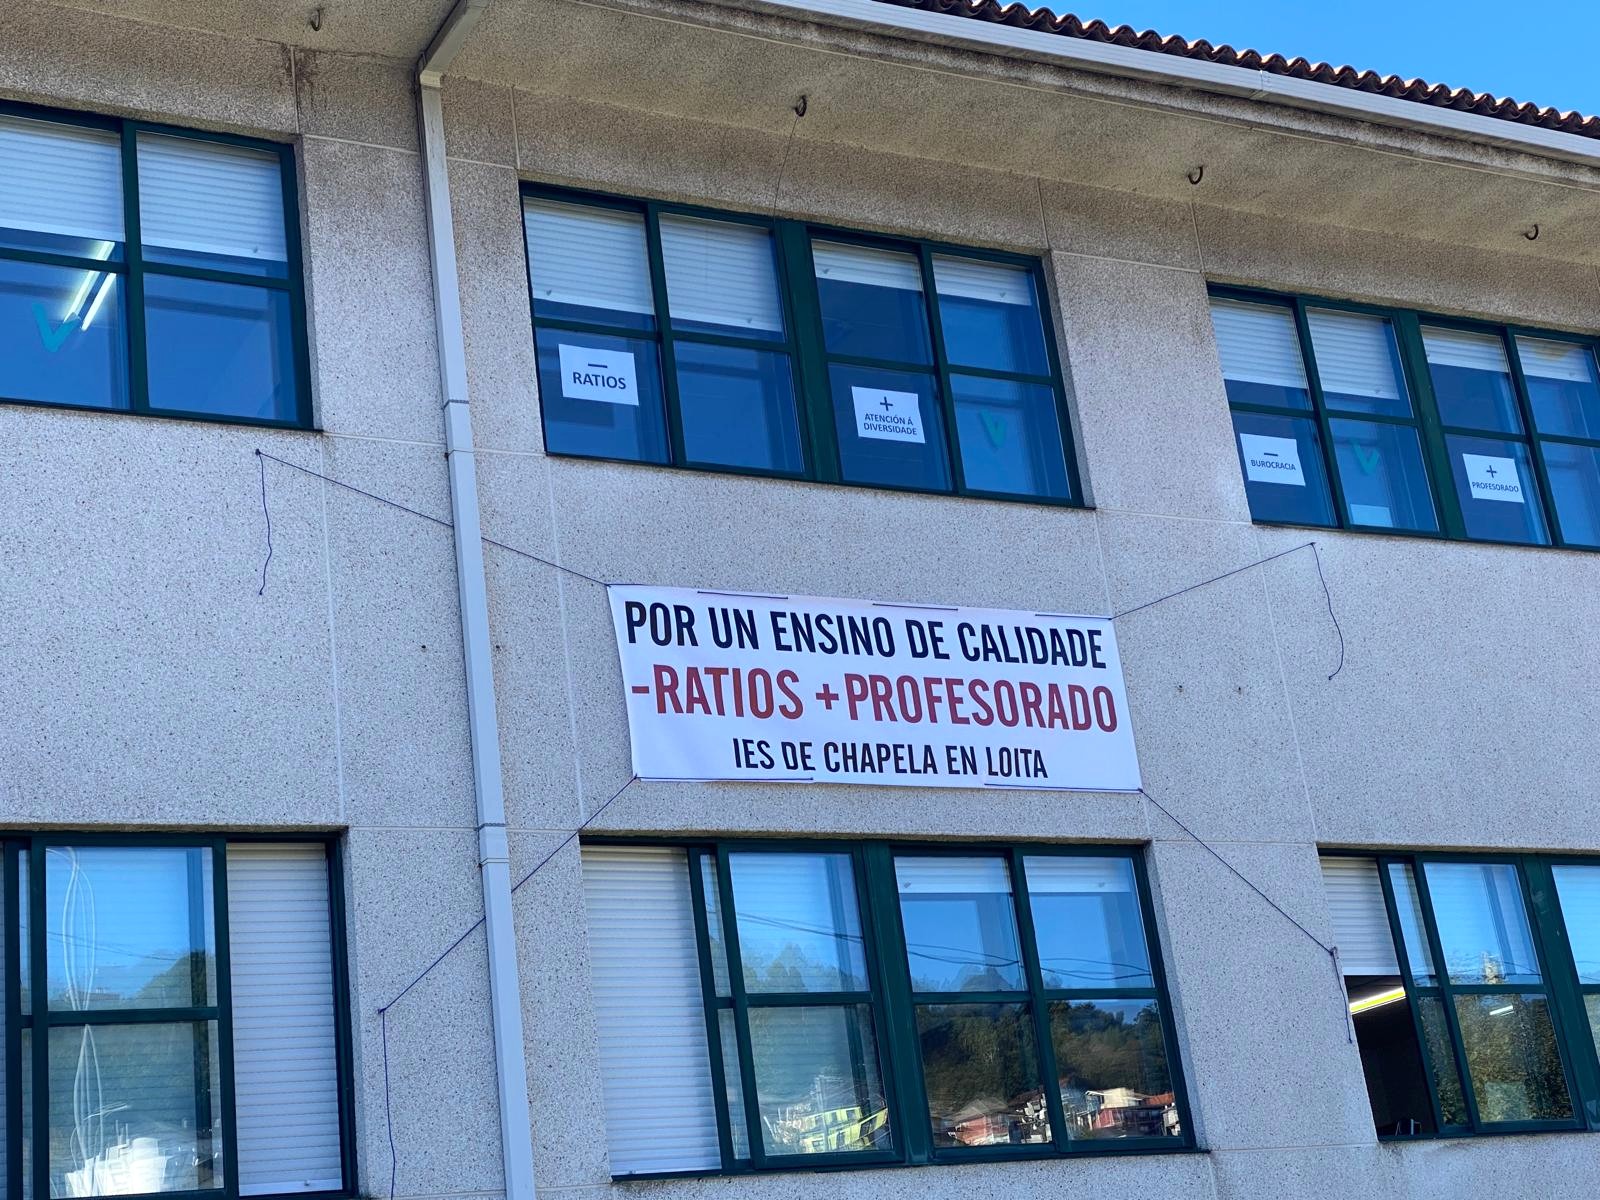 −
RATIOS
+
ATENCIÓN Á
DIVERSIDADE
−
BUROCRACIA
+
PROFESORADO
POR UN ENSINO DE CALIDADE
-RATIOS +PROFESORADO
IES DE CHAPELA EN LOITA